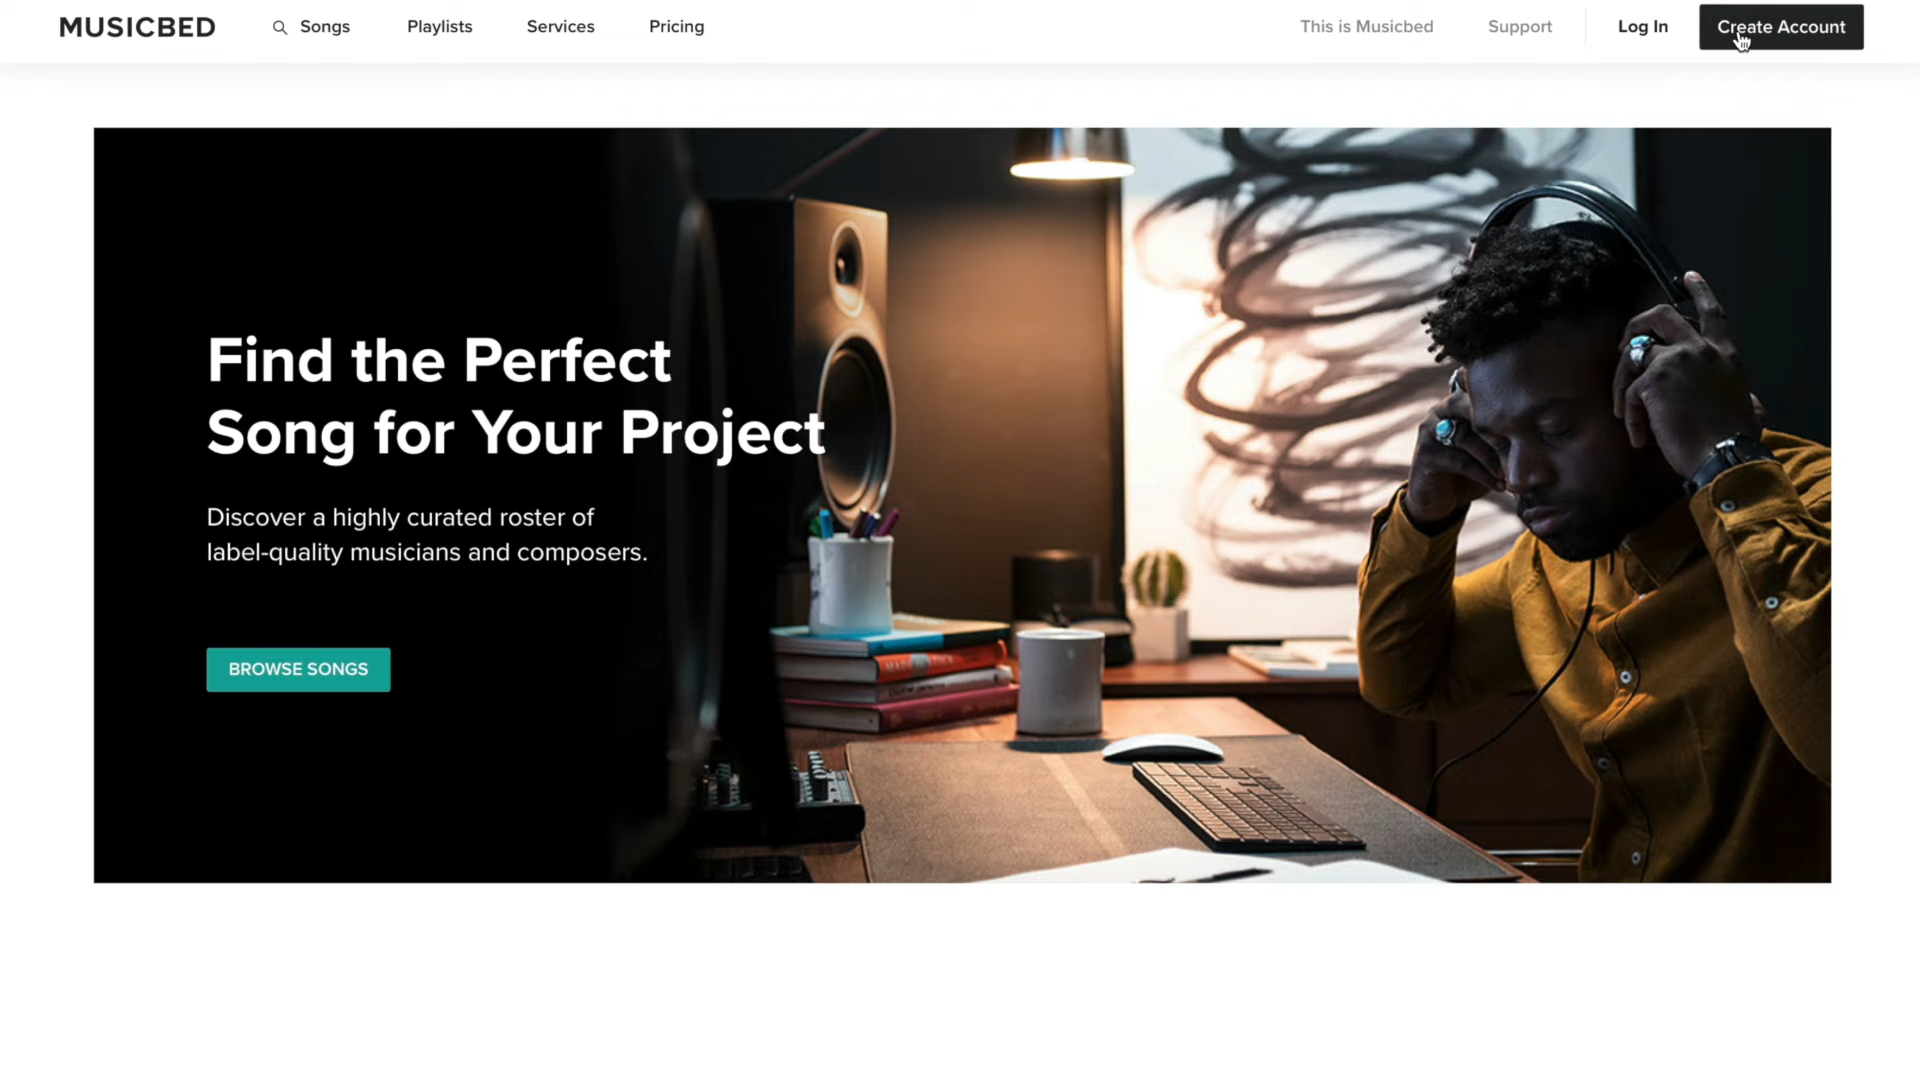 MUSICBED
Songs
Playlists
Services
Pricing
This is Musicbed
Support
Log In
Create Account
Find the Perfect
Song for Your Project
Discover a highly curated roster of
label-quality musicians and composers.
BROWSE SONGS